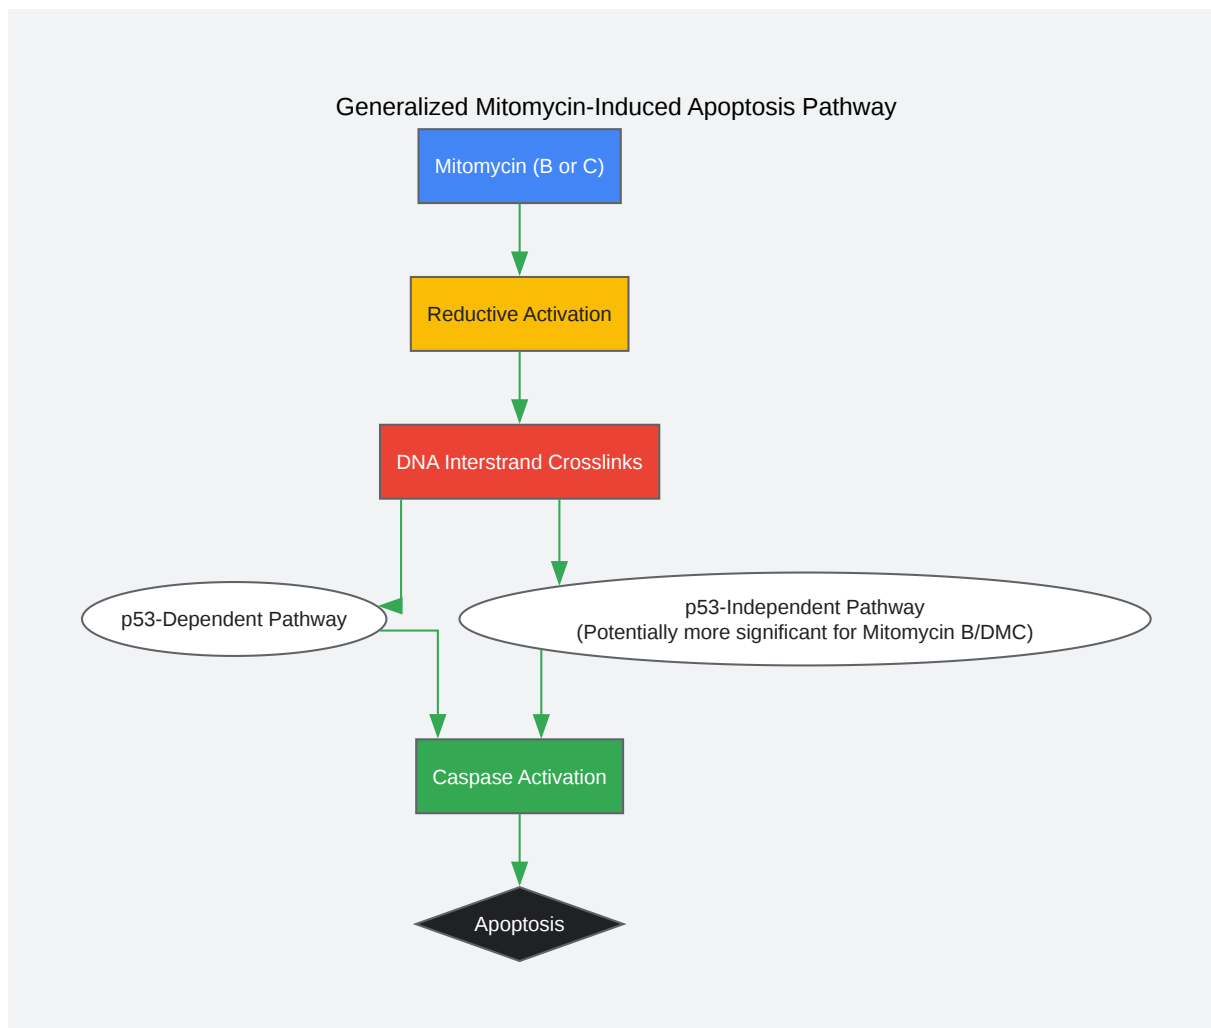 Generalized Mitomycin-Induced Apoptosis Pathway
Mitomycin (B or C)
Reductive Activation
DNA Interstrand Crosslinks
p53-Dependent Pathway
p53-Independent Pathway
(Potentially more significant for Mitomycin B/DMC)
Caspase Activation
Apoptosis